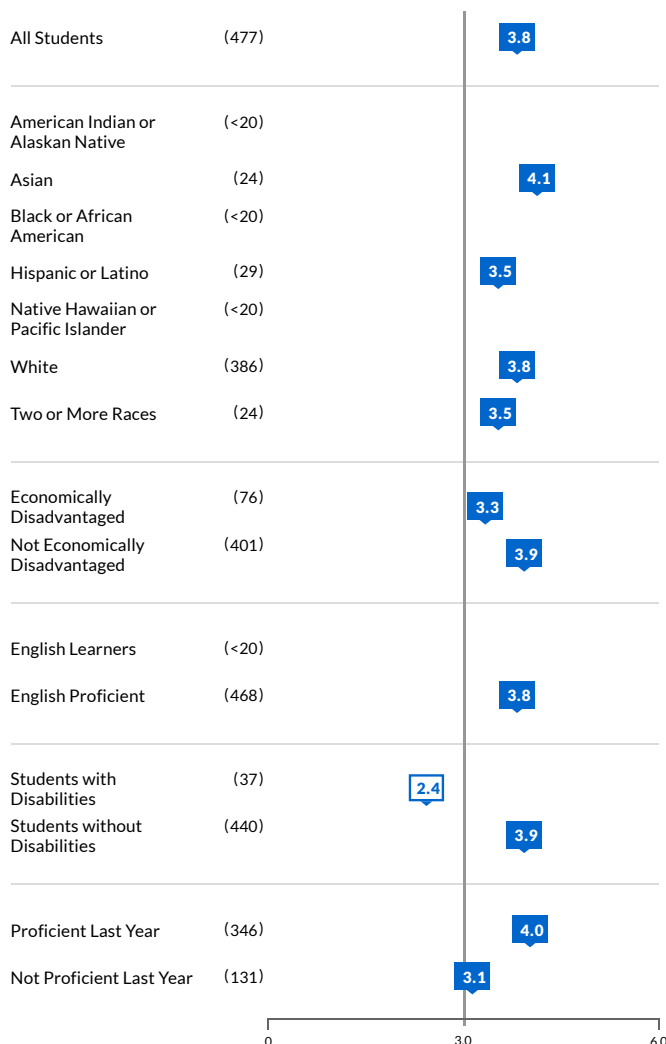 All Students (477) 3.8
American Indian or (<20)
Alaskan Native
Asian (24) 4.1
Black or African (<20)
American
Hispanic or Latino (29) 3.5
Native Hawaiian or (<20)
Pacific Islander
White (386) 3.8
Two or More Races (24) 3.5
Economically (76) 3.3
Disadvantaged
Not Economically (401) 3.9
Disadvantaged
English Learners (<20)
English Proficient (468) 3.8
Students with (37) 2.4
Disabilities
Students without (440) 3.9
Disabilities
Proficient Last Year (346) 4.0
Not Proficient Last Year (131) 3.1
0 3.0 6.0